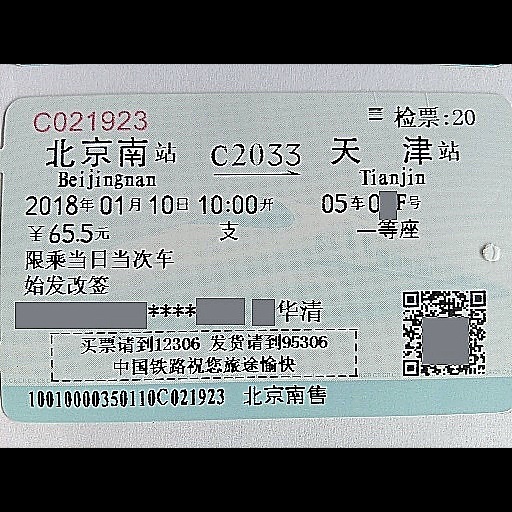 C021923 检票:20
北京南站 C2033 天津站
Beijingnan Tianjin
2018年01月10日 10:00开 05车0 F号
￥65.5元 支 一等座
限乘当日当次车
始发改签
**** 华清
买票请到12306 发货请到95306
中国铁路祝您旅途愉快
10010000350110C021923 北京南售